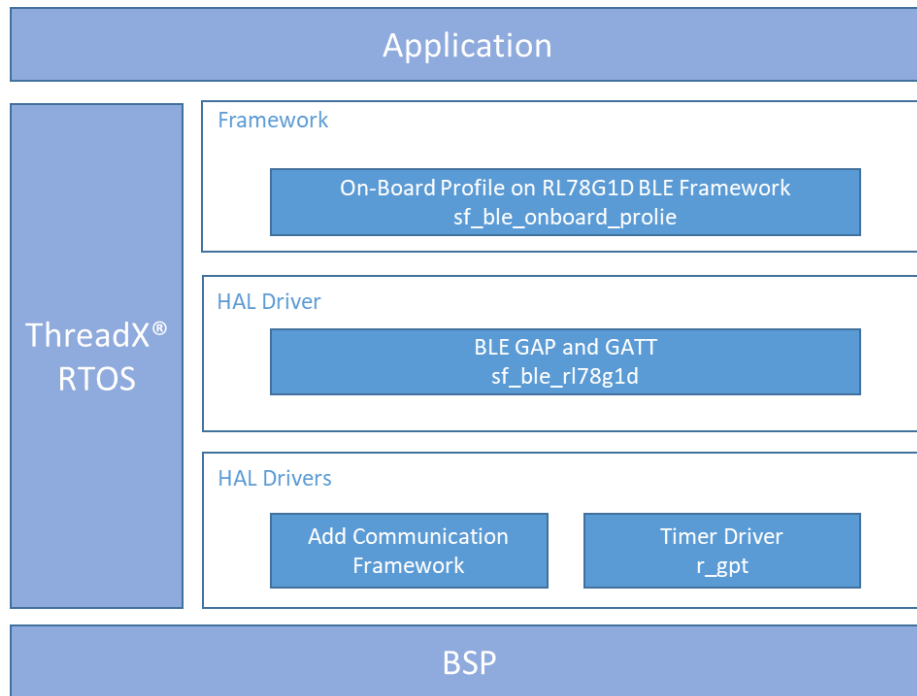 Application
ThreadX®
RTOS
Framework
On-Board Profile on RL78G1D BLE Framework
sf_ble_onboard_prolie
HAL Driver
BLE GAP and GATT
sf_ble_rl78g1d
HAL Drivers
Add Communication
Framework
Timer Driver
r_gpt
BSP